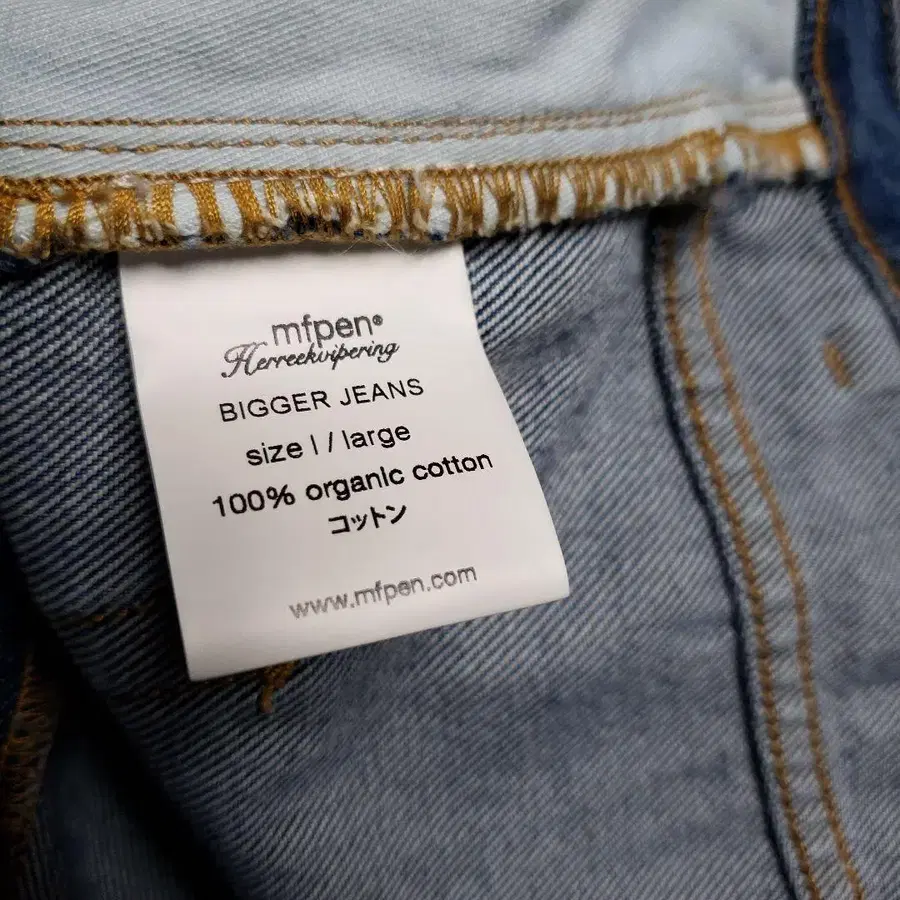 mfpen®
Herreekvipering
BIGGER JEANS
size l / large
100% organic cotton
コットン
www.mfpen.com